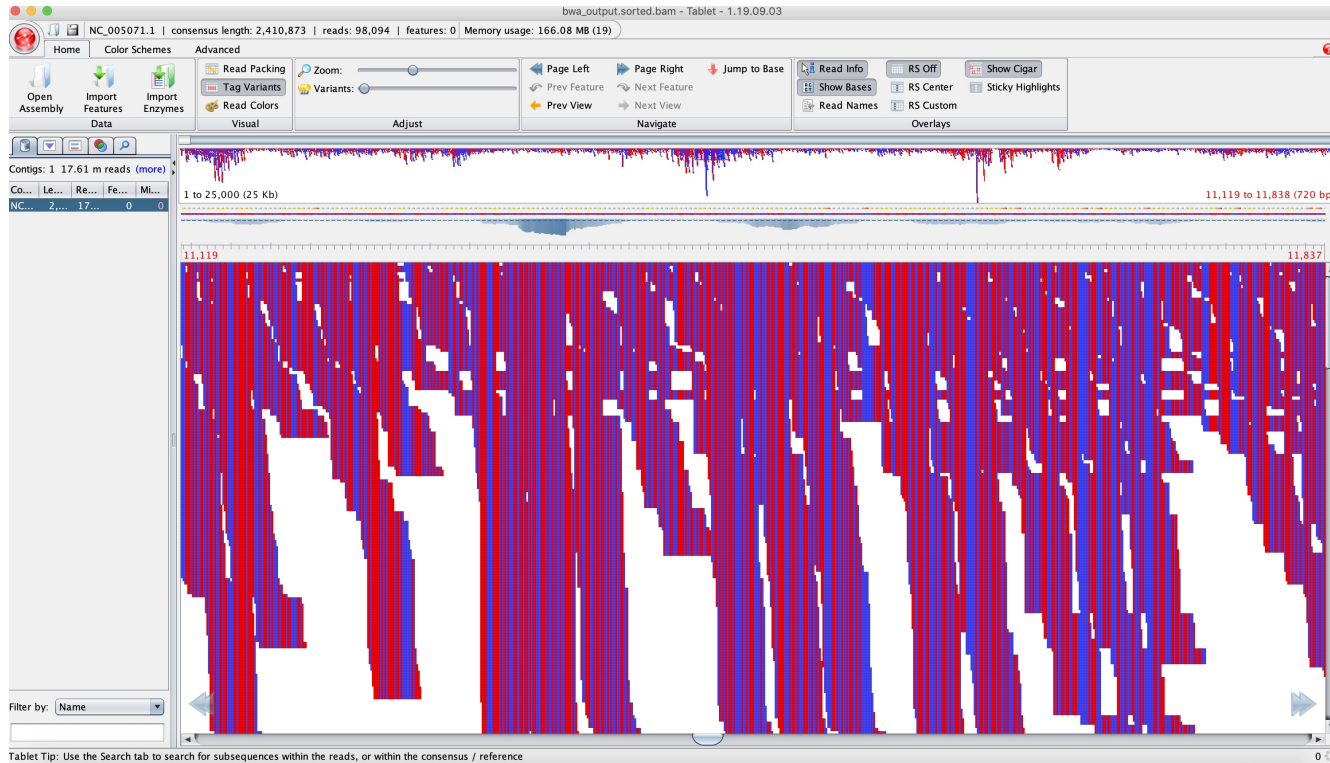 bwa_output.sorted.bam - Tablet - 1.19.09.03
NC_005071.1 | consensus length: 2,410,873 | reads: 98,094 | features: 0 Memory usage: 166.08 MB (19)
Home Color Schemes Advanced
Open Assembly
Import Features
Import Enzymes
Data
Read Packing
Tag Variants
Read Colors
Visual
Zoom:
Variants:
Adjust
Page Left Page Right Jump to Base
Prev Feature Next Feature
Prev View Next View
Navigate
Read Info RS Off Show Cigar
Show Bases RS Center Sticky Highlights
Read Names RS Custom
Overlays
Contigs: 1 17.61 m reads (more)
Co... Le... Re... Fe... Mi...
NC... 2,... 17... 0 0
1 to 25,000 (25 Kb) 11,119 to 11,838 (720 bp
11,119 11,837
Filter by: Name
Tablet Tip: Use the Search tab to search for subsequences within the reads, or within the consensus / reference 0